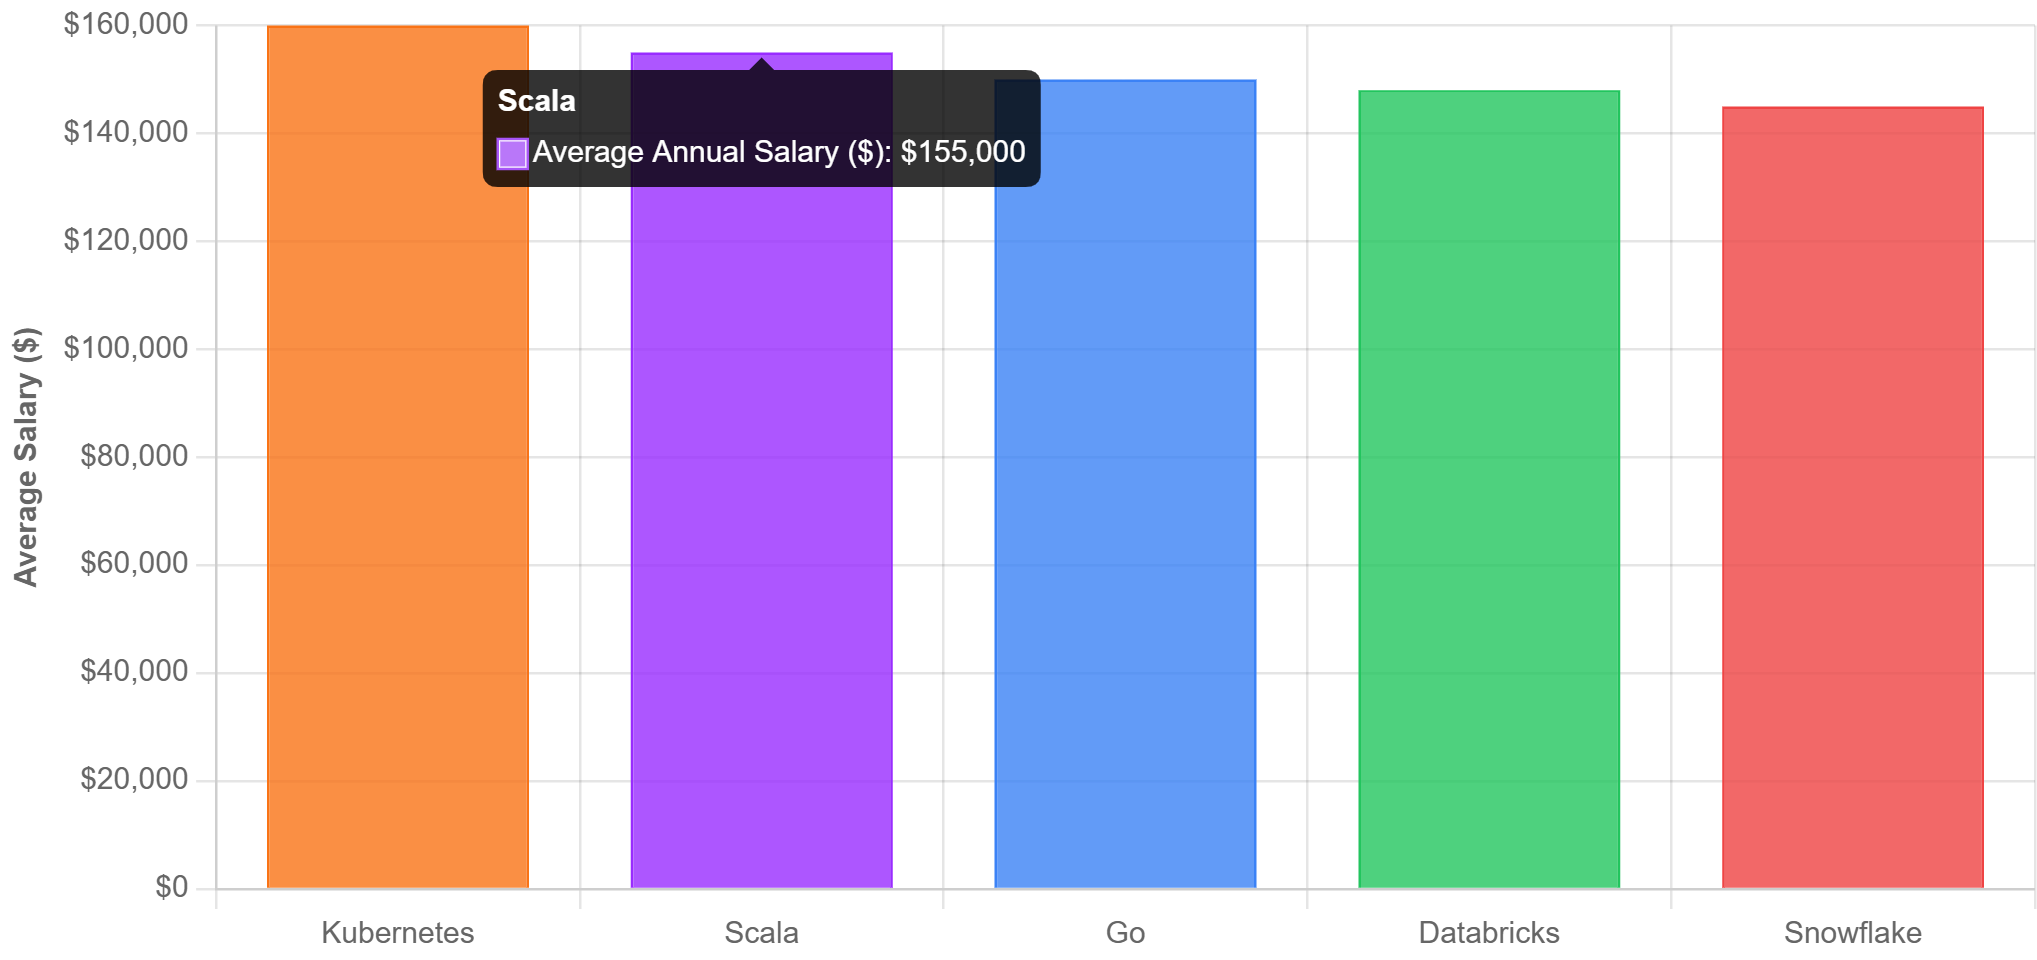 Average Salary ($)
$160,000
$140,000
$120,000
$100,000
$80,000
$60,000
$40,000
$20,000
$0
Scala
Average Annual Salary ($): $155,000
Kubernetes
Scala
Go
Databricks
Snowflake